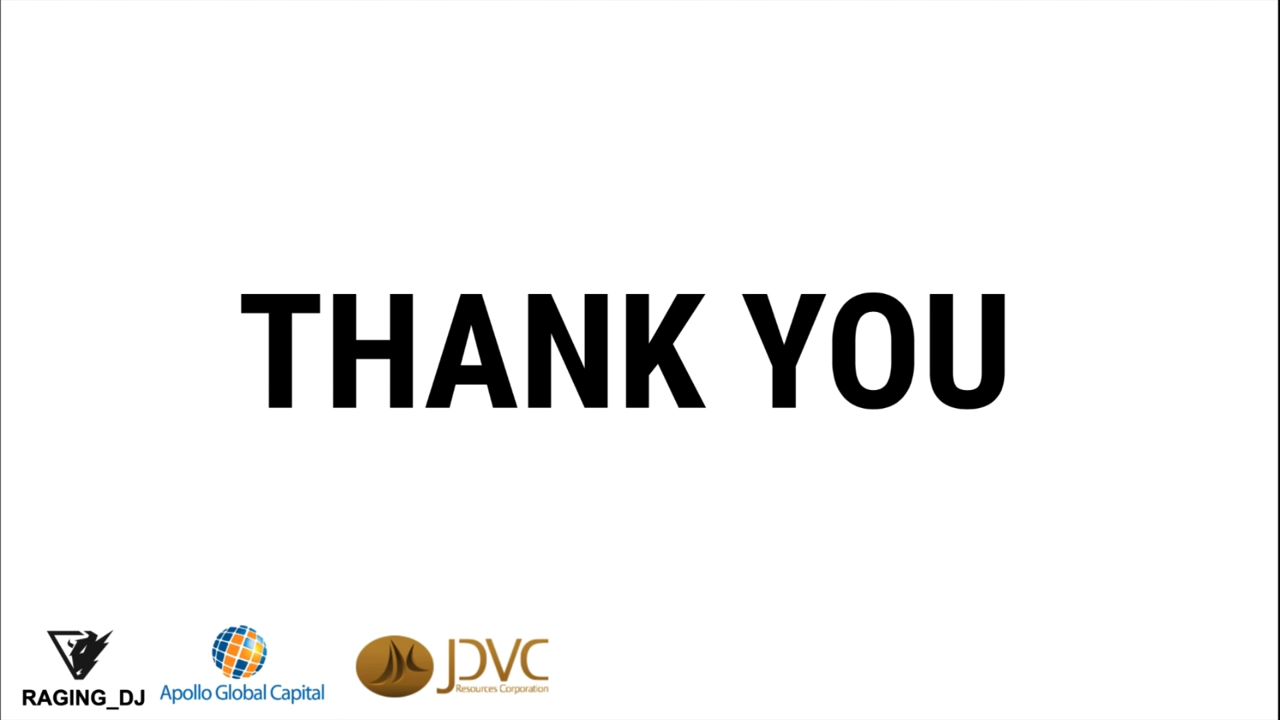 THANK YOU
RAGING_DJ
Apollo Global Capital
JDVC
Resources Corporation